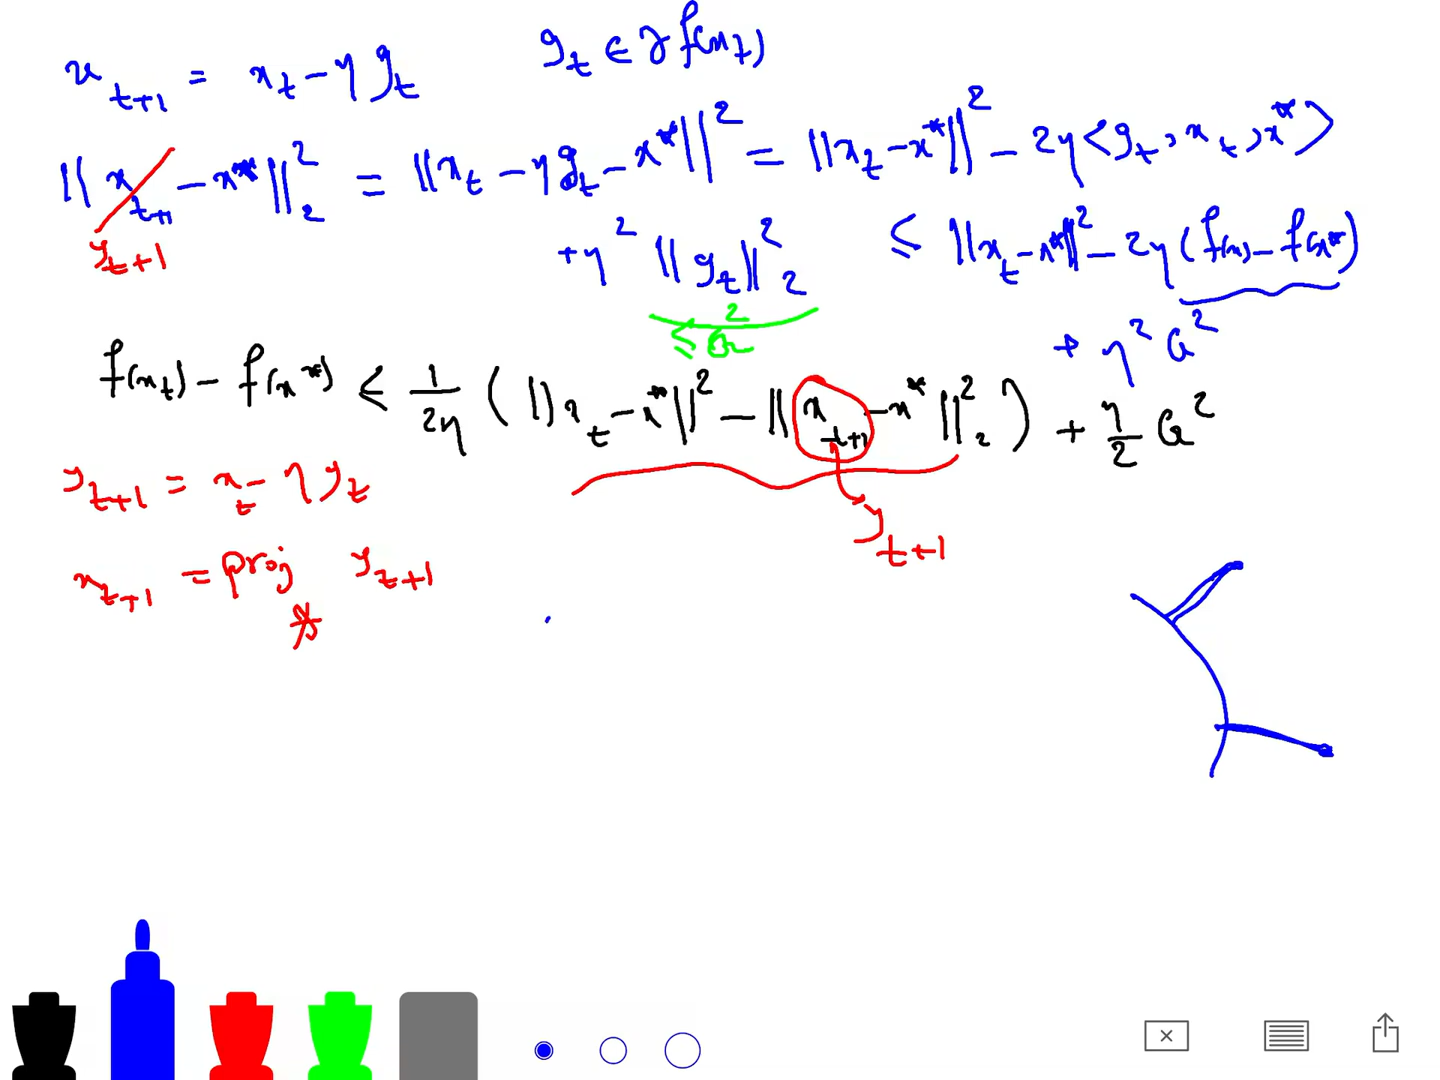 x_{t+1} = x_t - η g_t      g_t ∈ ∂ f(x_t)
|| x_{t+1} - x* ||_2^2 = || x_t - η g_t - x* ||^2 = || x_t - x* ||^2 - 2η < g_t , x_t , x* >
y_{t+1}
+ η^2 || g_t ||_2^2 ≤ || x_t - x* ||^2 - 2η ( f(x) - f(x*) )
≤ G^2
+ η^2 G^2
f(x_t) - f(x*) ≤ \frac{1}{2η} ( || x_t - x* ||^2 - || x_{t+1} - x* ||_2^2 ) + \frac{η}{2} G^2
y_{t+1} = x_t - η g_t
y_{t+1}
x_{t+1} = proj y_{t+1}